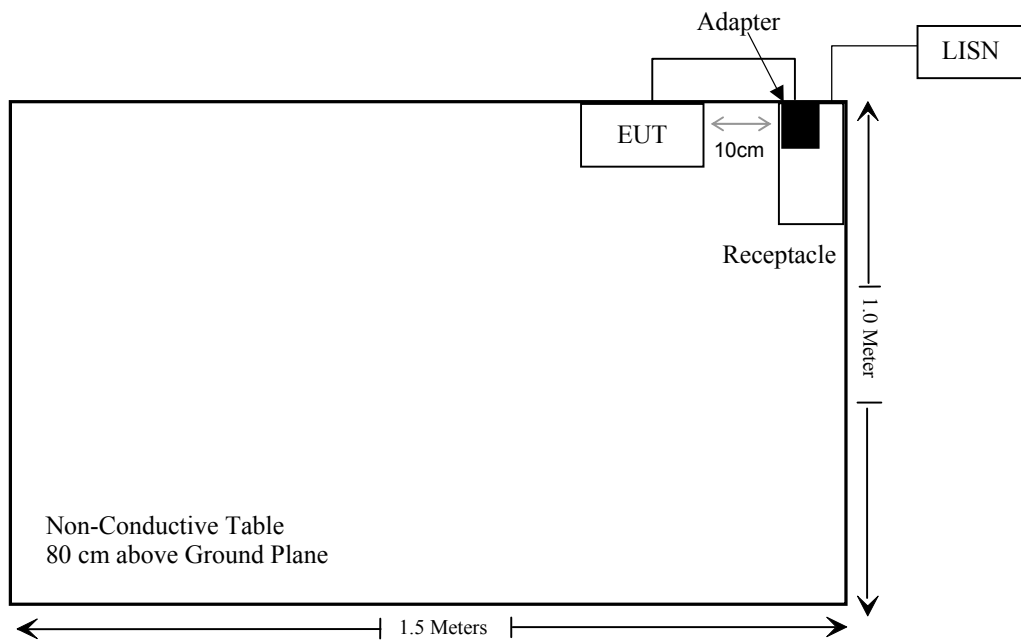 Adapter
LISN
EUT
10cm
Receptacle
1.0 Meter
Non-Conductive Table
80 cm above Ground Plane
1.5 Meters